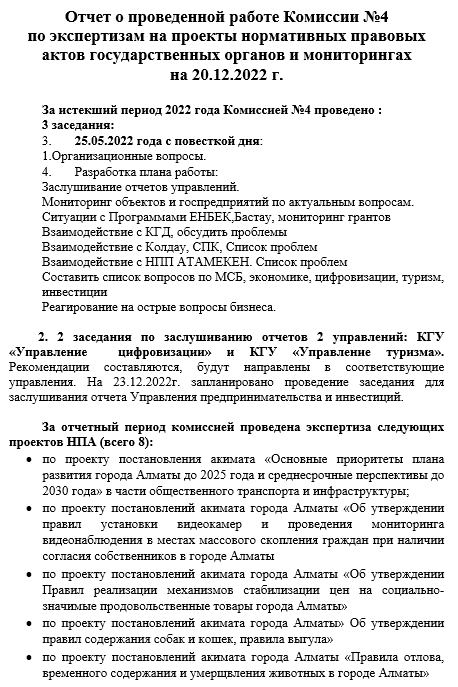 Отчет о проведенной работе Комиссии №4
по экспертизам на проекты нормативных правовых
актов государственных органов и мониторингах
на 20.12.2022 г.
За истекший период 2022 года Комиссией №4 проведено :
3 заседания:
3. 25.05.2022 года с повесткой дня:
1.Организационные вопросы.
4. Разработка плана работы:
Заслушивание отчетов управлений.
Мониторинг объектов и госпредприятий по актуальным вопросам.
Ситуации с Программами ЕНБЕК,Бастау, мониторинг грантов
Взаимодействие с КГД, обсудить проблемы
Взаимодействие с Колдау, СПК, Список проблем
Взаимодействие с НПП АТАМЕКЕН. Список проблем
Составить список вопросов по МСБ, экономике, цифровизации, туризм,
инвестиции
Реагирование на острые вопросы бизнеса.
2. 2 заседания по заслушиванию отчетов 2 управлений: КГУ
«Управление цифровизации» и КГУ «Управление туризма».
Рекомендации составляются, будут направлены в соответствующие
управления. На 23.12.2022г. запланировано проведение заседания для
заслушивания отчета Управления предпринимательства и инвестиций.
За отчетный период комиссией проведена экспертиза следующих
проектов НПА (всего 8):
• по проекту постановления акимата «Основные приоритеты плана
развития города Алматы до 2025 года и среднесрочные перспективы до
2030 года» в части общественного транспорта и инфраструктуры;
• по проекту постановлений акимата города Алматы «Об утверждении
правил установки видеокамер и проведения мониторинга
видеонаблюдения в местах массового скопления граждан при наличии
согласия собственников в городе Алматы
• по проекту постановлений акимата города Алматы «Об утверждении
Правил реализации механизмов стабилизации цен на социально-
значимые продовольственные товары города Алматы»
• по проекту постановлений акимата города Алматы» Об утверждении
правил содержания собак и кошек, правила выгула»
• по проекту постановлений акимата города Алматы «Правила отлова,
временного содержания и умерщвления животных в городе Алматы»